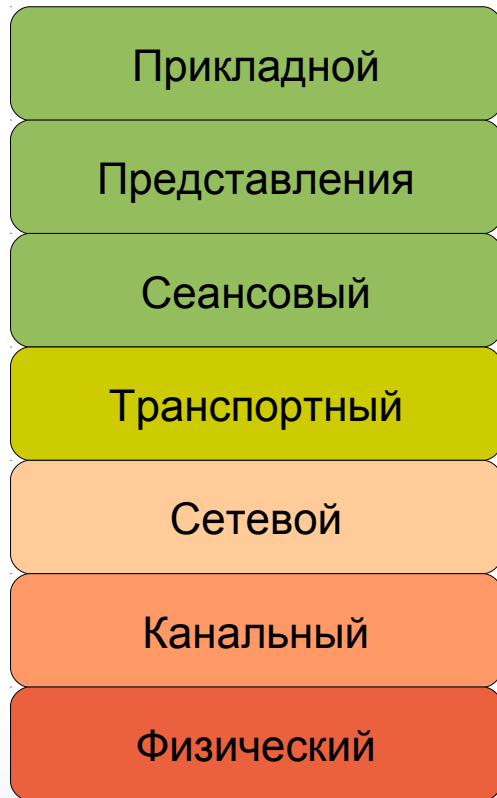 Прикладной
Представления
Сеансовый
Транспортный
Сетевой
Канальный
Физический